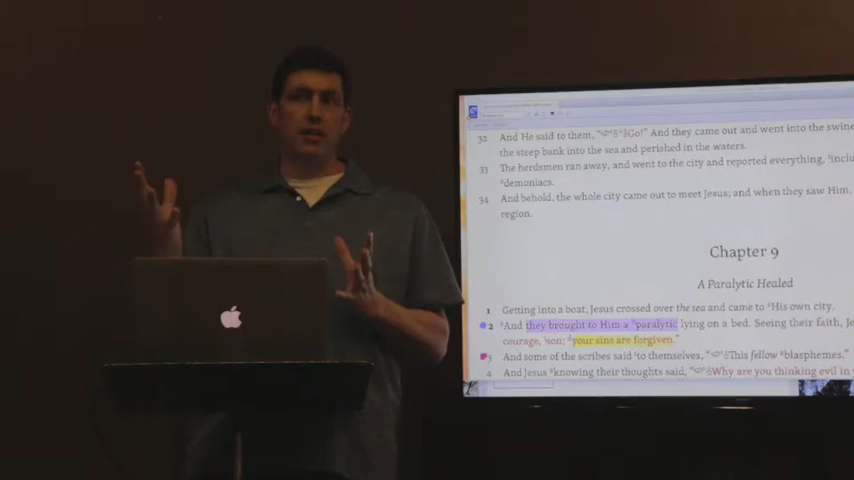 32 And He said to them, "Go!" And they came out and went into the swine
the steep bank into the sea and perished in the waters.
33 The herdsmen ran away, and went to the city and reported everything,
demoniacs.
34 And behold, the whole city came out to meet Jesus; and when they saw Him,
region.
Chapter 9
A Paralytic Healed
1 Getting into a boat, Jesus crossed over the sea and came to His own city.
2 And they brought to Him a paralytic lying on a bed. Seeing their faith,
courage, son; your sins are forgiven."
3 And some of the scribes said to themselves, "This fellow blasphemes."
4 And Jesus knowing their thoughts said, "Why are you thinking evil in